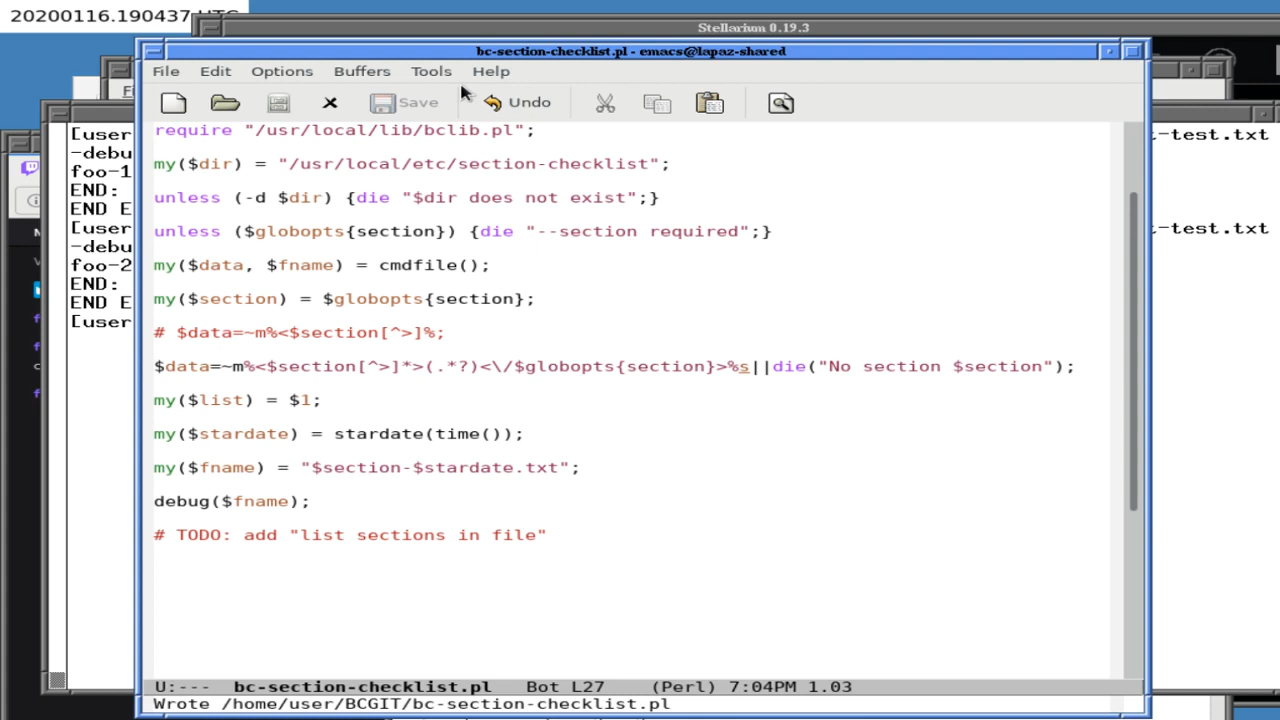 20200116.190437 UTC
Stellarium 0.19.3
bc-section-checklist.pl - emacs@lapaz-shared
File Edit Options Buffers Tools Help
Save Undo
require "/usr/local/lib/bclib.pl";
my($dir) = "/usr/local/etc/section-checklist";
unless (-d $dir) {die "$dir does not exist";}
unless ($globopts{section}) {die "--section required";}
my($data, $fname) = cmdfile();
my($section) = $globopts{section};
# $data=~m%<$section[^>]%;
$data=~m%<$section[^>]*>(.*?)<\/$globopts{section}>%s||die("No section $section");
my($list) = $1;
my($stardate) = stardate(time());
my($fname) = "$section-$stardate.txt";
debug($fname);
# TODO: add "list sections in file"
U:--- bc-section-checklist.pl Bot L27 (Perl) 7:04PM 1.03
Wrote /home/user/BCGIT/bc-section-checklist.pl
[user
-debu
foo-1
END:
END E
[user
-debu
foo-2
END:
END E
[user
t-test.txt
t-test.txt